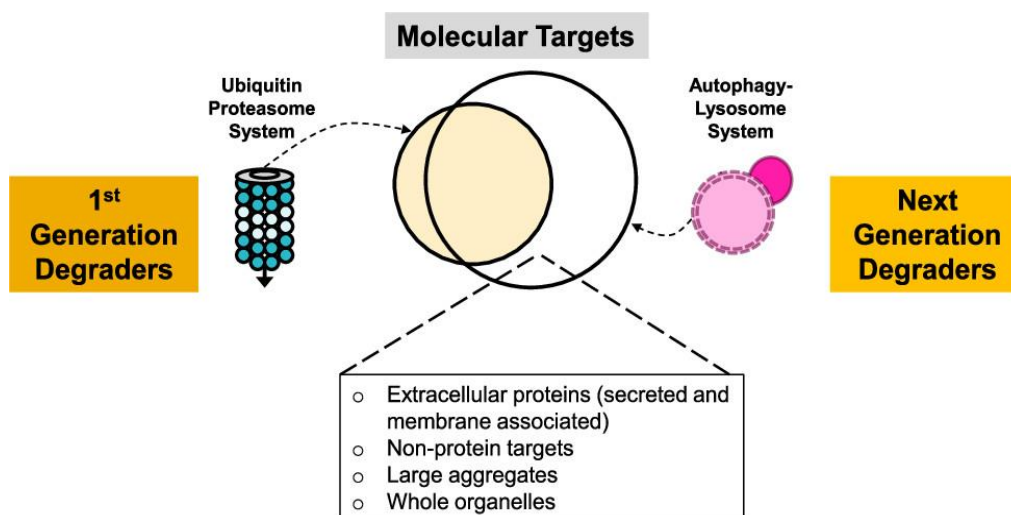 Molecular Targets
Ubiquitin
Proteasome
System
Autophagy-
Lysosome
System
1st
Generation
Degraders
Next
Generation
Degraders
o Extracellular proteins (secreted and
membrane associated)
o Non-protein targets
o Large aggregates
o Whole organelles